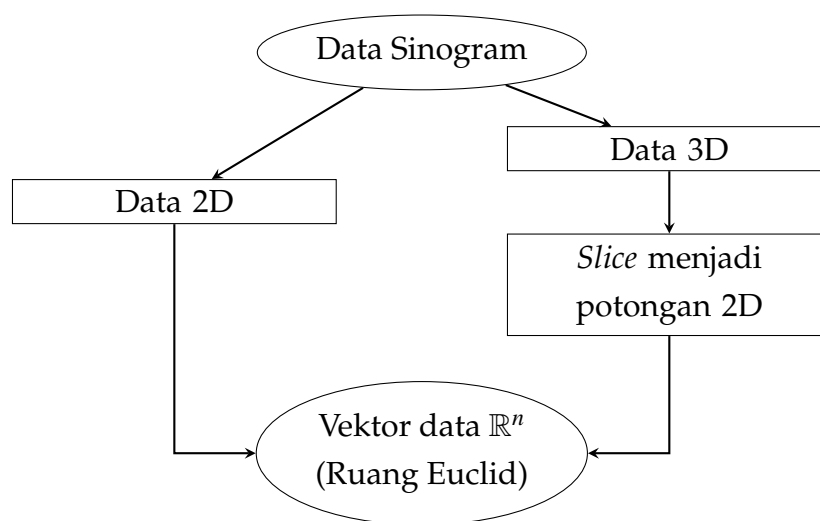 Data Sinogram
Data 3D
Data 2D
Slice menjadi
potongan 2D
Vektor data ℝⁿ
(Ruang Euclid)